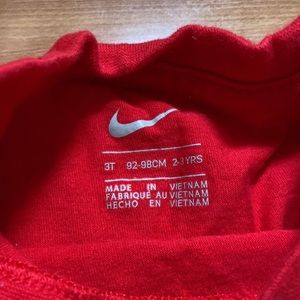 3T 92-98CM 2-3YRS
MADE IN VIETNAM
FABRIQUÉ AU VIETNAM
HECHO EN VIETNAM